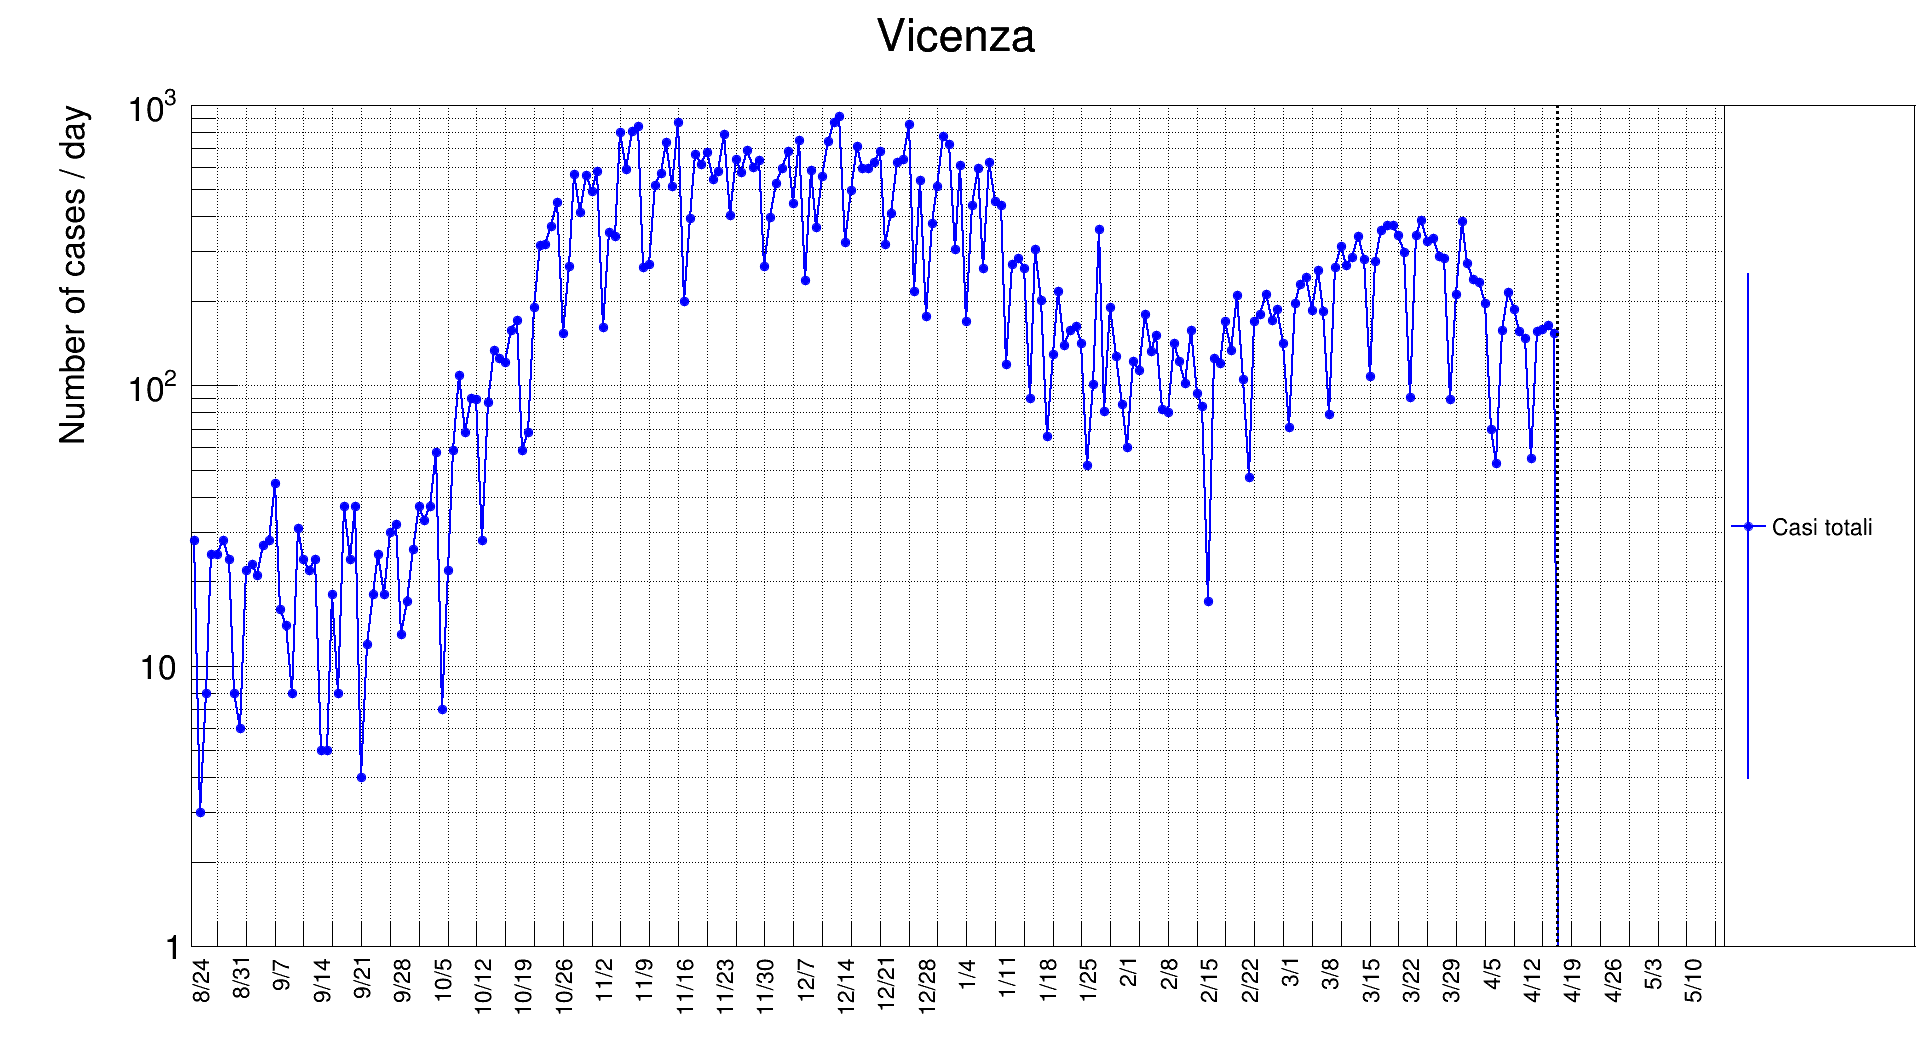 Vicenza
Number of cases / day
10³
10²
10
1
8/24 8/31 9/7 9/14 9/21 9/28 10/5 10/12 10/19 10/26 11/2 11/9 11/16 11/23 11/30 12/7 12/14 12/21 12/28 1/4 1/11 1/18 1/25 2/1 2/8 2/15 2/22 3/1 3/8 3/15 3/22 3/29 4/5 4/12 4/19 4/26 5/3 5/10
Casi totali